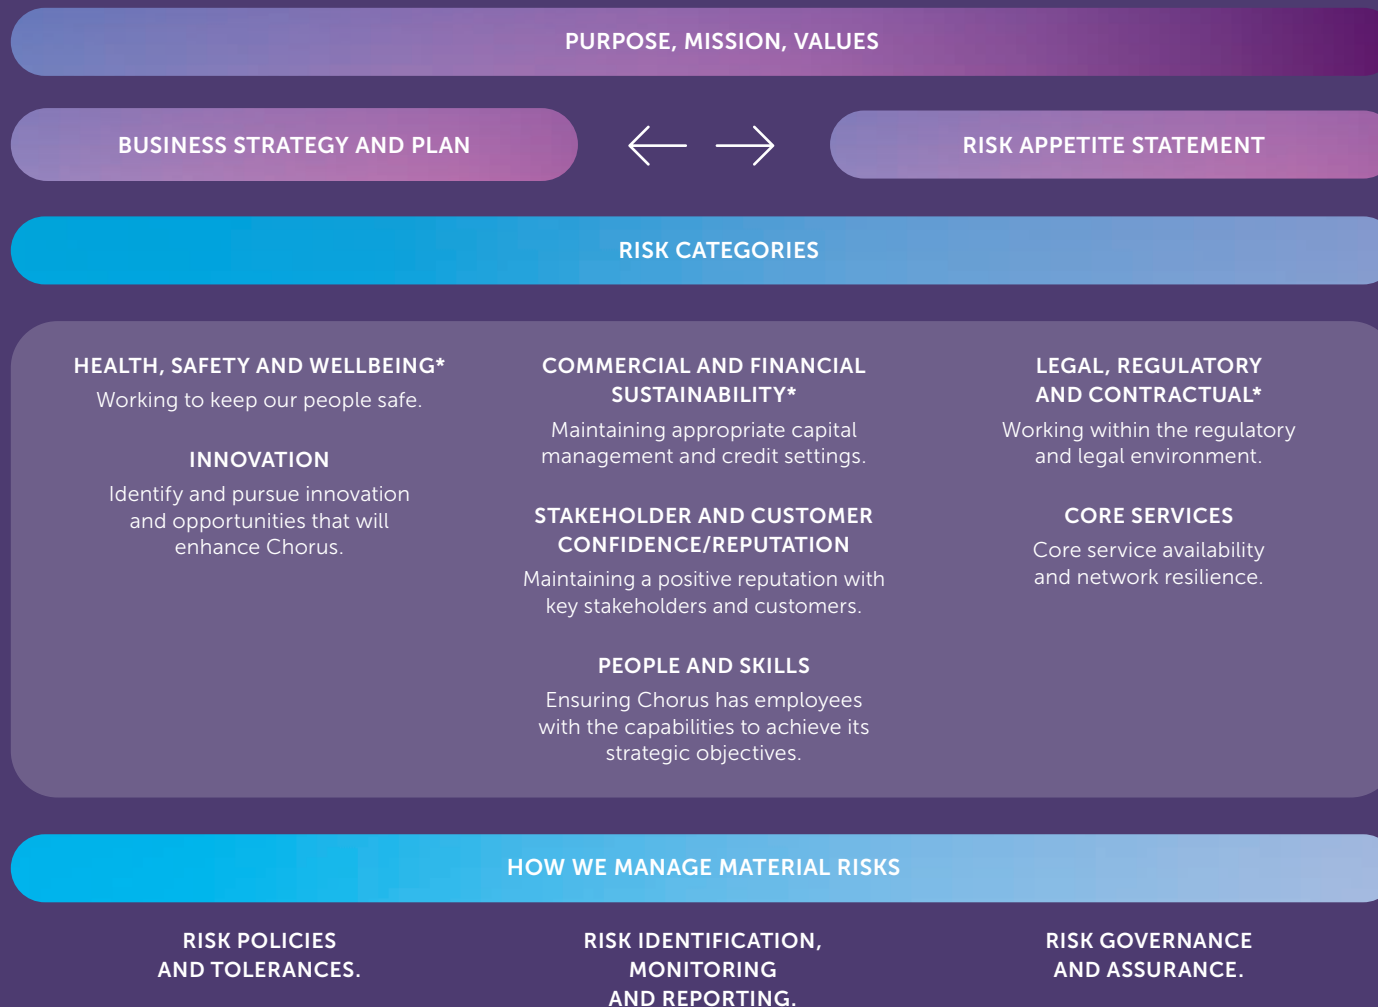 PURPOSE, MISSION, VALUES
BUSINESS STRATEGY AND PLAN
RISK APPETITE STATEMENT
RISK CATEGORIES
HEALTH, SAFETY AND WELLBEING*
Working to keep our people safe.
INNOVATION
Identify and pursue innovation
and opportunities that will
enhance Chorus.
COMMERCIAL AND FINANCIAL
SUSTAINABILITY*
Maintaining appropriate capital
management and credit settings.
STAKEHOLDER AND CUSTOMER
CONFIDENCE/REPUTATION
Maintaining a positive reputation with
key stakeholders and customers.
PEOPLE AND SKILLS
Ensuring Chorus has employees
with the capabilities to achieve its
strategic objectives.
LEGAL, REGULATORY
AND CONTRACTUAL*
Working within the regulatory
and legal environment.
CORE SERVICES
Core service availability
and network resilience.
HOW WE MANAGE MATERIAL RISKS
RISK POLICIES
AND TOLERANCES.
RISK IDENTIFICATION,
MONITORING
AND REPORTING.
RISK GOVERNANCE
AND ASSURANCE.